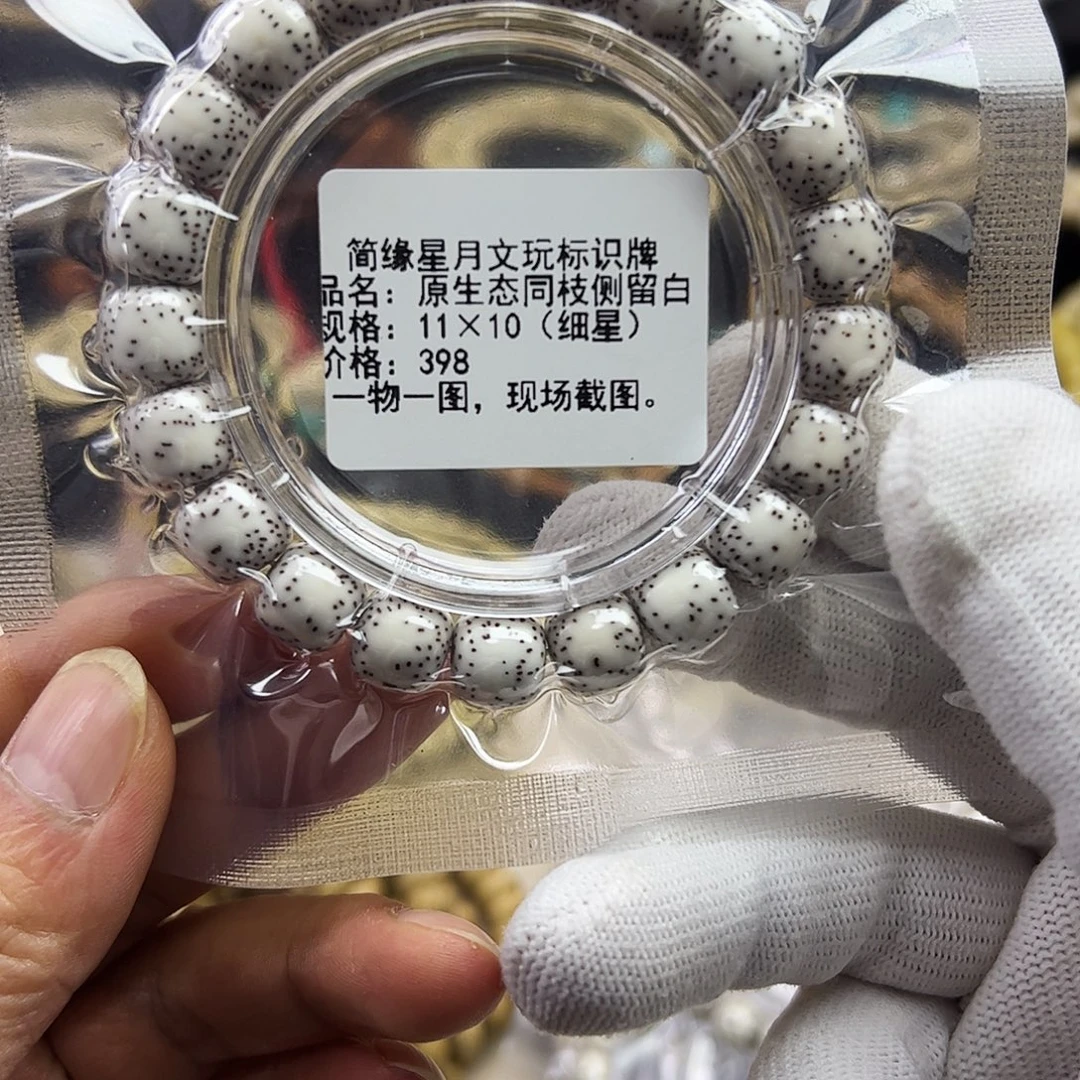 简缘星月文玩标识牌
品名：原生态同枝侧留白
规格：11×10（细星）
价格：398
一物一图，现场截图。